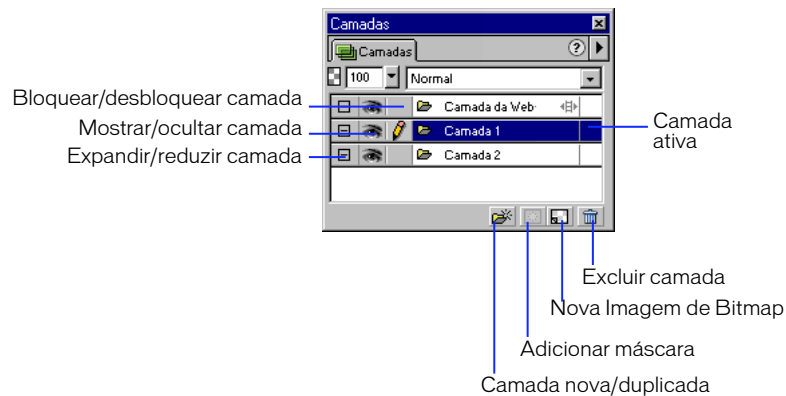 Camadas
Camadas
?
100
Normal
Bloquear/desbloquear camada
Camada da Web
Mostrar/ocultar camada
Camada 1
Camada
ativa
Expandir/reduzir camada
Camada 2
Excluir camada
Nova Imagem de Bitmap
Adicionar máscara
Camada nova/duplicada